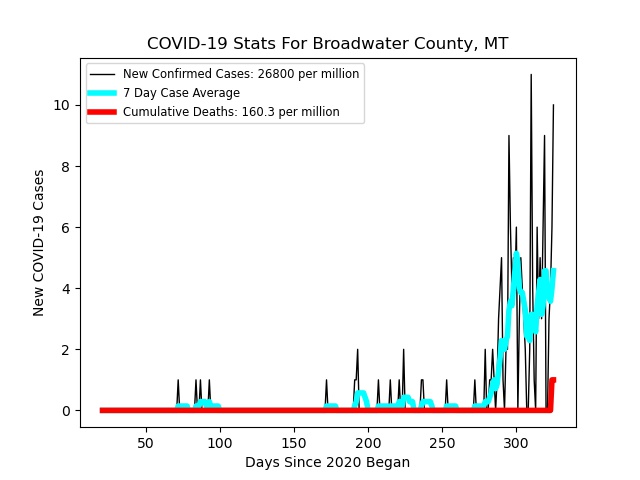 COVID-19 Stats For Broadwater County, MT
New Confirmed Cases: 26800 per million
7 Day Case Average
Cumulative Deaths: 160.3 per million
New COVID-19 Cases
10
8
6
4
2
0
50 100 150 200 250 300
Days Since 2020 Began